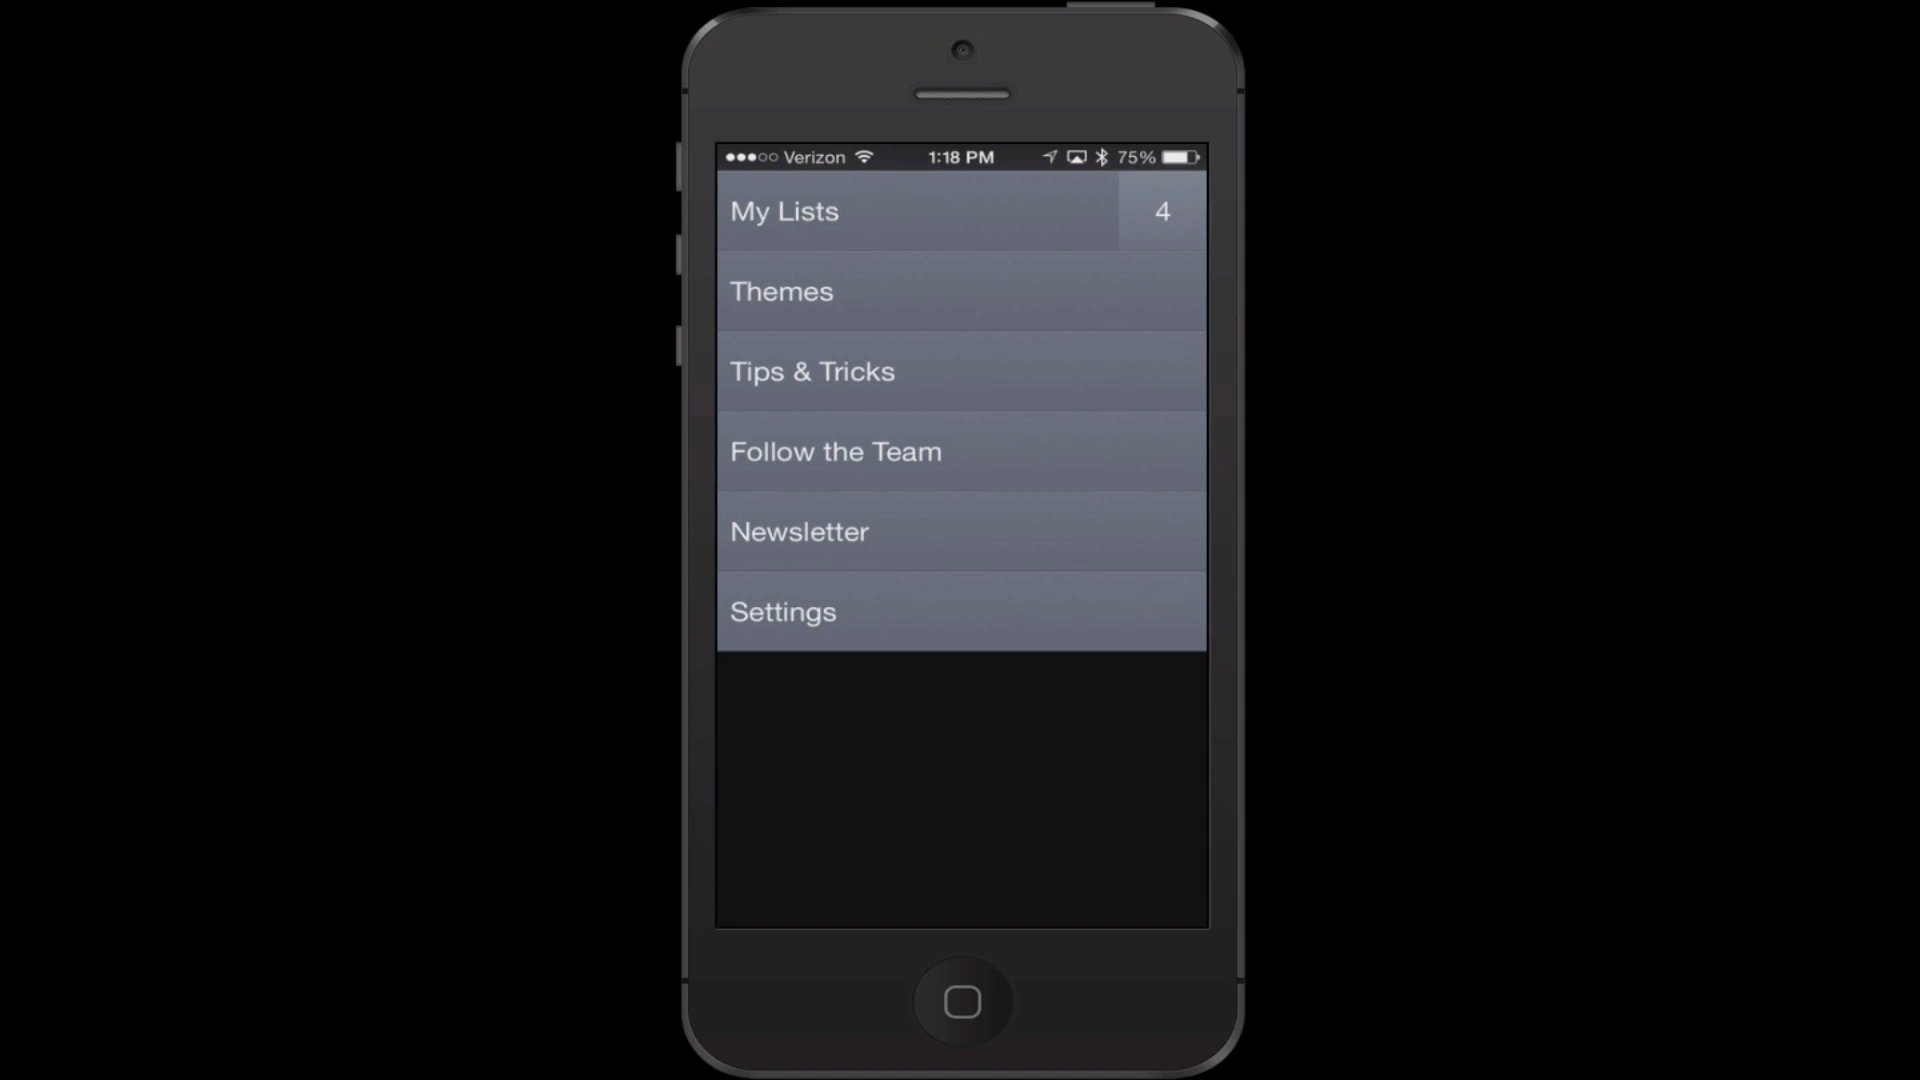 Verizon 1:18 PM 75%
My Lists 4
Themes
Tips & Tricks
Follow the Team
Newsletter
Settings